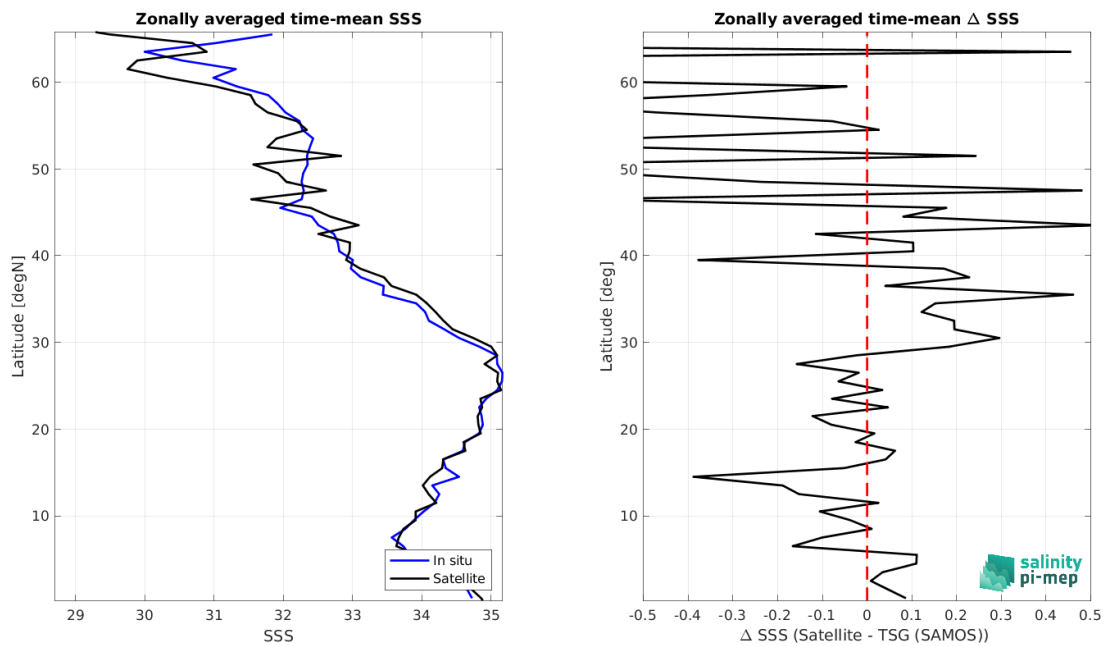 Zonally averaged time-mean SSS
60
50
40
30
20
10
29 30 31 32 33 34 35
Latitude [degN]
SSS
In situ
Satellite
Zonally averaged time-mean Δ SSS
60
50
40
30
20
10
-0.5 -0.4 -0.3 -0.2 -0.1 0 0.1 0.2 0.3 0.4 0.5
Latitude [deg]
Δ SSS (Satellite - TSG (SAMOS))
salinity
pi-mep